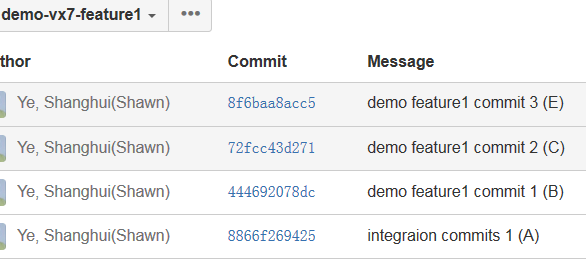 demo-vx7-feature1
thor Commit Message
Ye, Shanghui(Shawn) 8f6baa8acc5 demo feature1 commit 3 (E)
Ye, Shanghui(Shawn) 72fcc43d271 demo feature1 commit 2 (C)
Ye, Shanghui(Shawn) 444692078dc demo feature1 commit 1 (B)
Ye, Shanghui(Shawn) 8866f269425 integraion commits 1 (A)